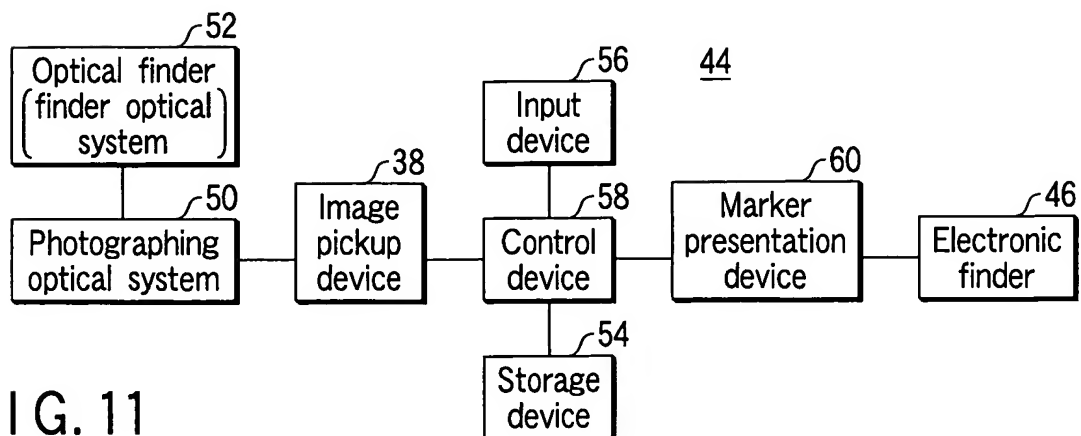 52
Optical finder
(finder optical
system)
56
44
Input
device
38
60
50
Image
pickup
device
58
Marker
presentation
device
46
Photographing
optical system
Control
device
Electronic
finder
54
Storage
device
IG. 11